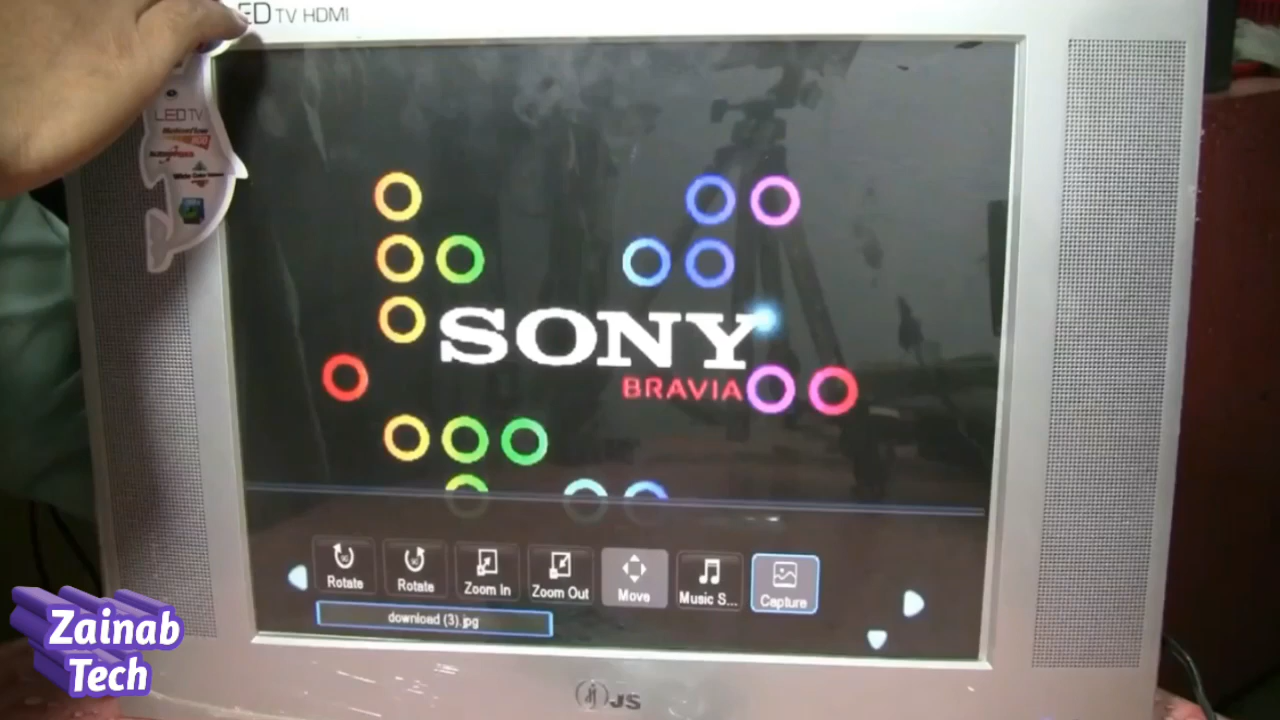 ED TV HDMI
LED TV
Motionflow
SONY
BRAVIA
Rotate
Rotate
Zoom In
Zoom Out
Move
Music S...
Capture
download (3).jpg
Zainab
Tech
JS